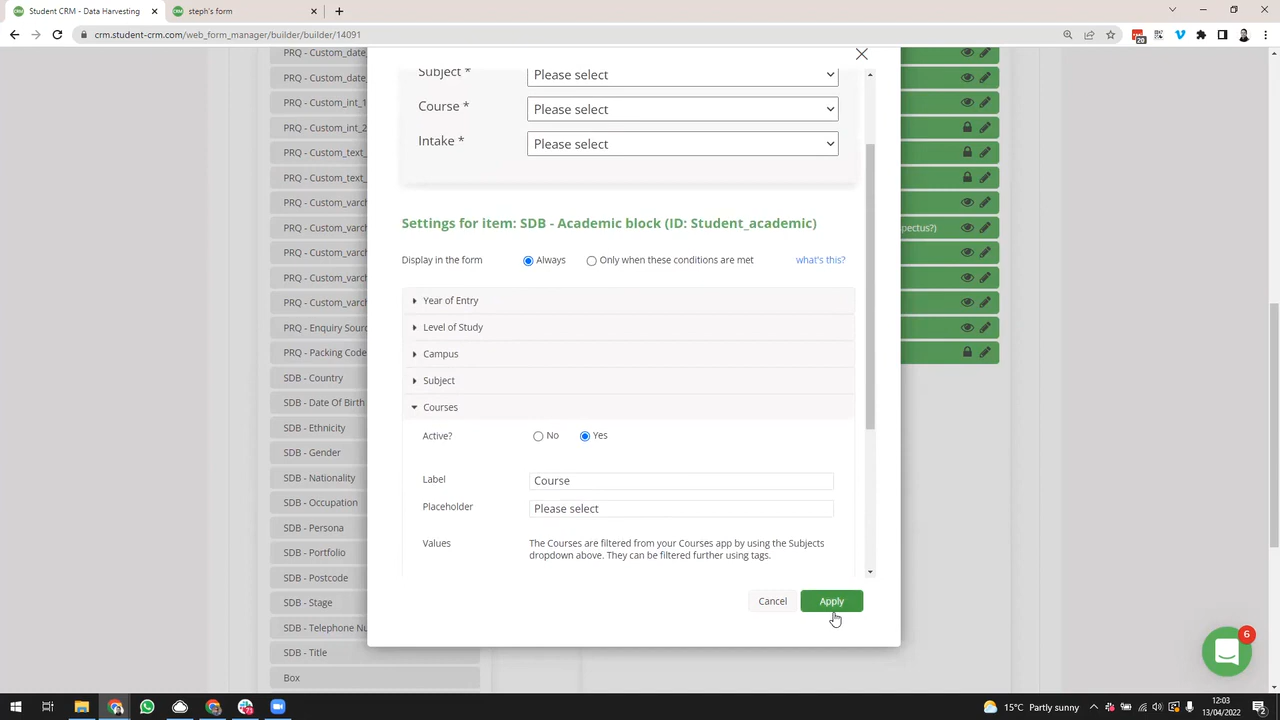 Student CRM - Data Harvesting
steph's form
crm.student-crm.com/web_form_manager/builder/builder/14091
20
PRQ - Custom_date_
PRQ - Custom_date_
PRQ - Custom_int_1
PRQ - Custom_int_2
PRQ - Custom_text_
PRQ - Custom_text_
PRQ - Custom_varch
PRQ - Custom_varch
PRQ - Custom_varch
PRQ - Custom_varch
PRQ - Custom_varch
PRQ - Enquiry Sourc
PRQ - Packing Code
SDB - Country
SDB - Date Of Birth
SDB - Ethnicity
SDB - Gender
SDB - Nationality
SDB - Occupation
SDB - Persona
SDB - Portfolio
SDB - Postcode
SDB - Stage
SDB - Telephone Nu
SDB - Title
Box
Subject *
Please select
Course *
Please select
Intake *
Please select
Settings for item: SDB - Academic block (ID: Student_academic)
Display in the form
Always
Only when these conditions are met
what's this?
Year of Entry
Level of Study
Campus
Subject
Courses
Active?
No
Yes
Label
Course
Placeholder
Please select
Values
The Courses are filtered from your Courses app by using the Subjects
dropdown above. They can be filtered further using tags.
Cancel
Apply
spectus?)
6
15°C Partly sunny
12:03
13/04/2022
2